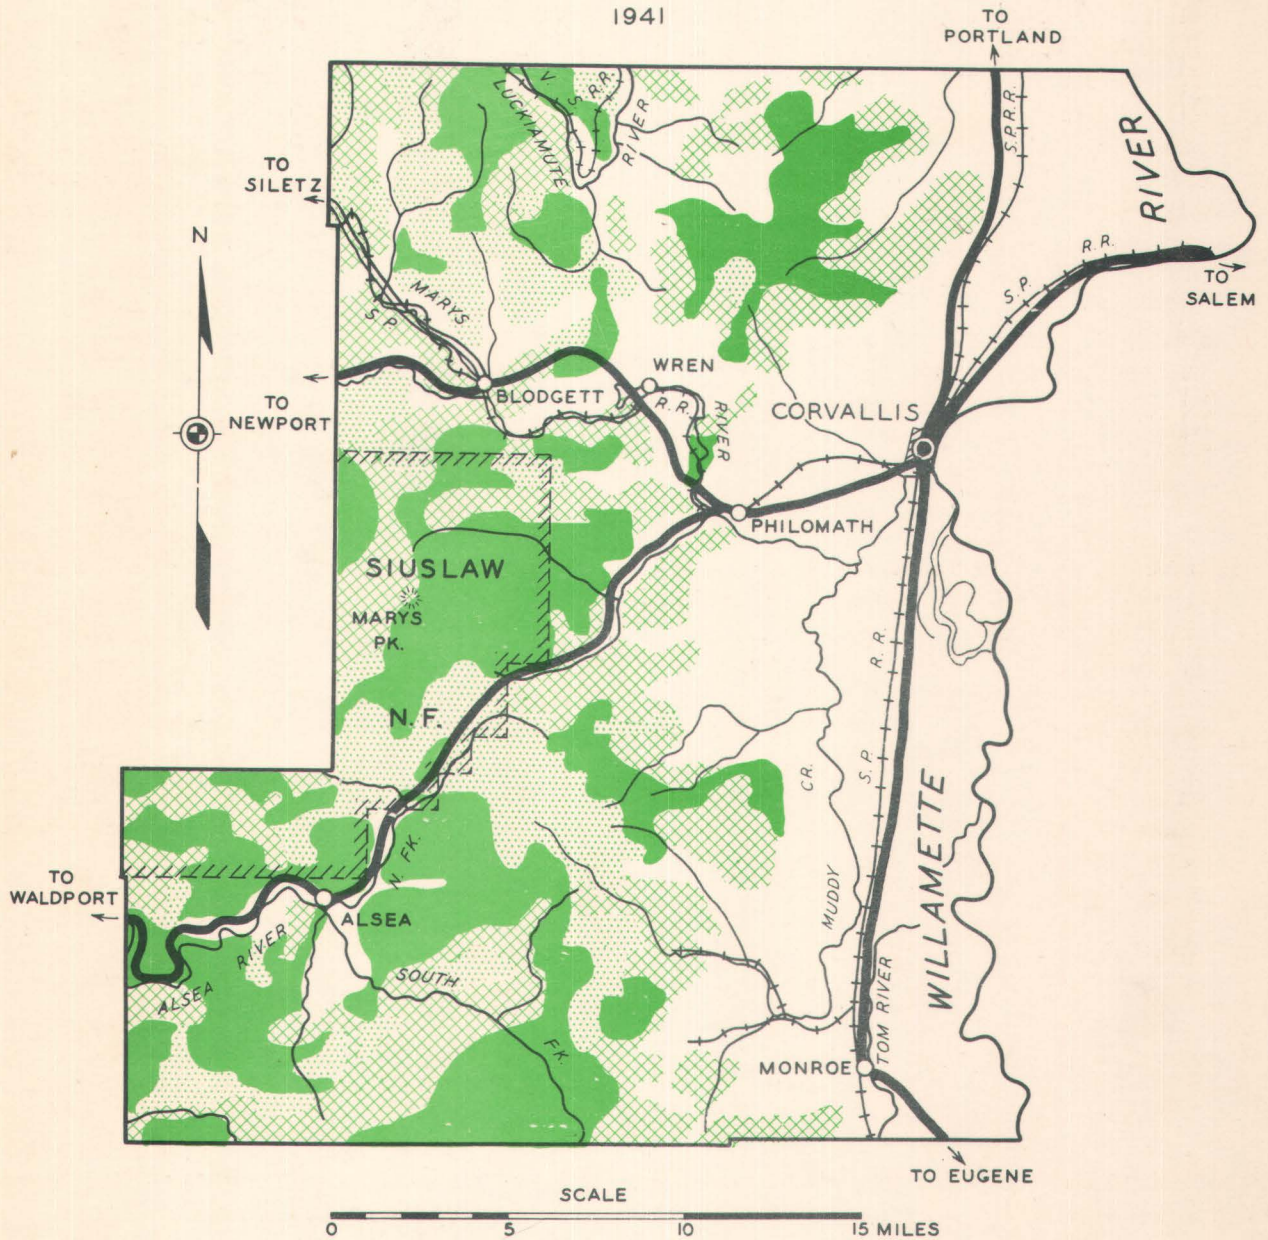 1941
TO
PORTLAND
V. S. R.R.
LUCKIAMUTE
RIVER
S.P.R.R.
RIVER
TO
SILETZ
N
R.R.
S.P.
TO
SALEM
MARYS
S.P.
WREN
BLODGETT
R.R.
RIVER
CORVALLIS
TO
NEWPORT
PHILOMATH
SIUSLAW
MARYS
PK.
R. R.
N. F.
S.P.
CR.
WILLAMETTE
N. FK.
MUDDY
TO
WALDPORT
ALSEA
RIVER
ALSEA
SOUTH
FK.
TOM RIVER
MONROE
TO EUGENE
SCALE
0 5 10 15 MILES